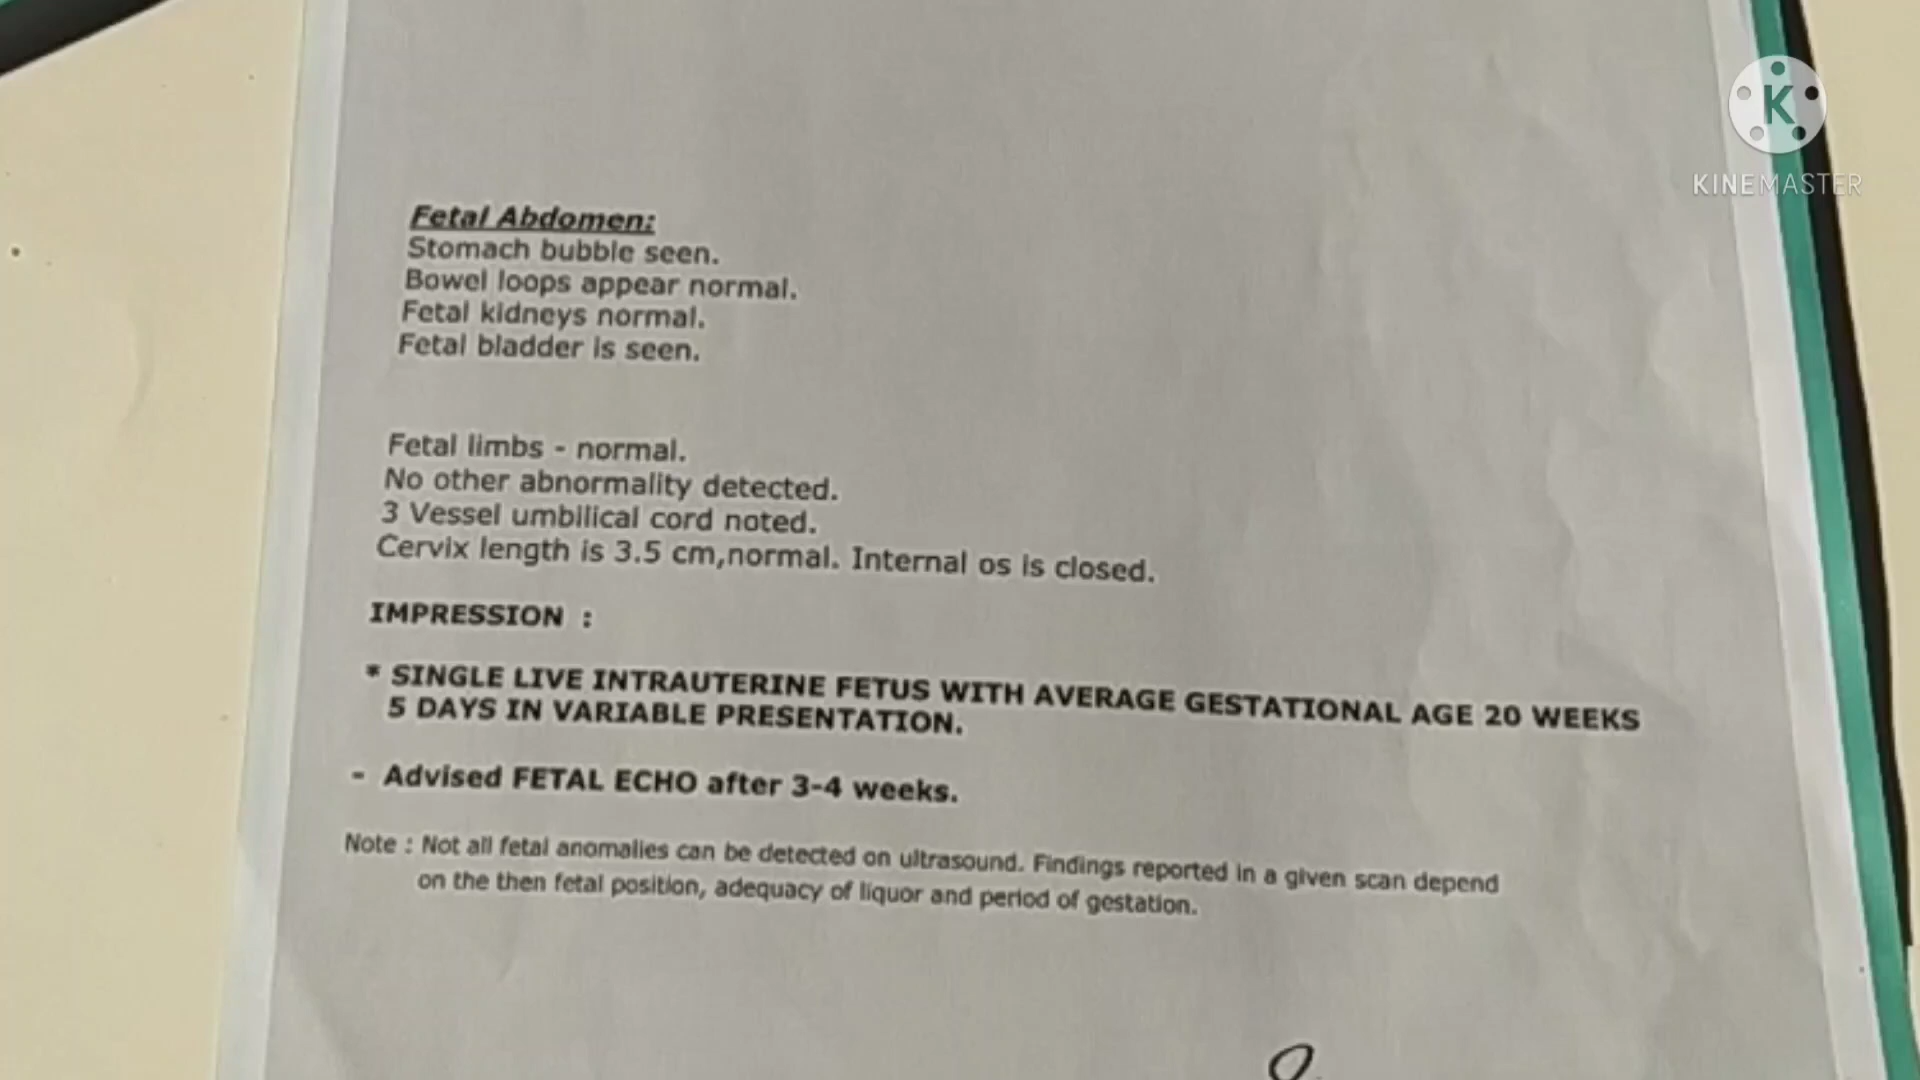 K
KINEMASTER
Fetal Abdomen:
Stomach bubble seen.
Bowel loops appear normal.
Fetal kidneys normal.
Fetal bladder is seen.
Fetal limbs - normal.
No other abnormality detected.
3 Vessel umbilical cord noted.
Cervix length is 3.5 cm,normal. Internal os is closed.
IMPRESSION :
* SINGLE LIVE INTRAUTERINE FETUS WITH AVERAGE GESTATIONAL AGE 20 WEEKS
5 DAYS IN VARIABLE PRESENTATION.
- Advised FETAL ECHO after 3-4 weeks.
Note : Not all fetal anomalies can be detected on ultrasound. Findings reported in a given scan depend
on the then fetal position, adequacy of liquor and period of gestation.